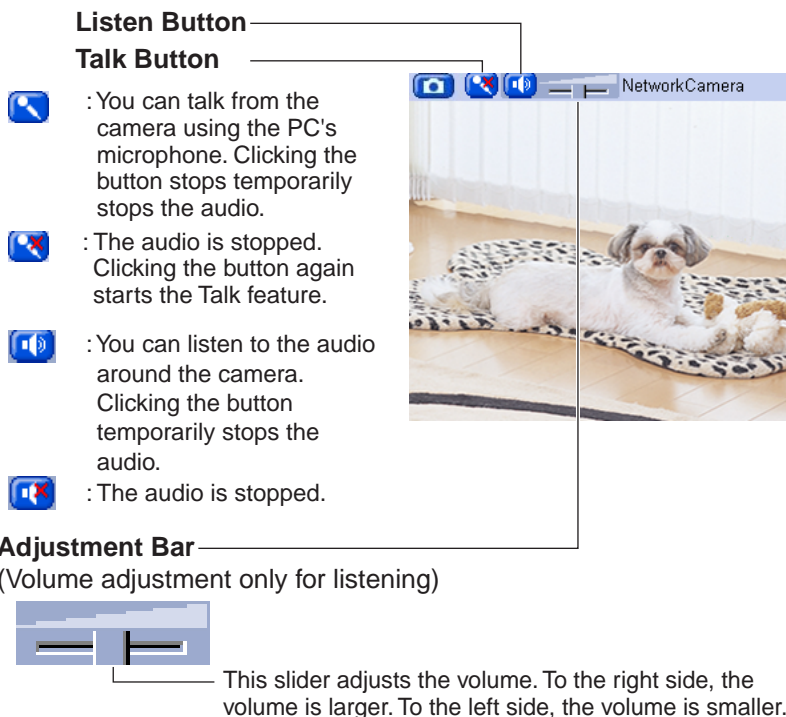 Listen Button
Talk Button
NetworkCamera
: You can talk from the
camera using the PC's
microphone. Clicking the
button stops temporarily
stops the audio.
: The audio is stopped.
Clicking the button again
starts the Talk feature.
: You can listen to the audio
around the camera.
Clicking the button
temporarily stops the
audio.
: The audio is stopped.
Adjustment Bar
(Volume adjustment only for listening)
This slider adjusts the volume. To the right side, the
volume is larger. To the left side, the volume is smaller.